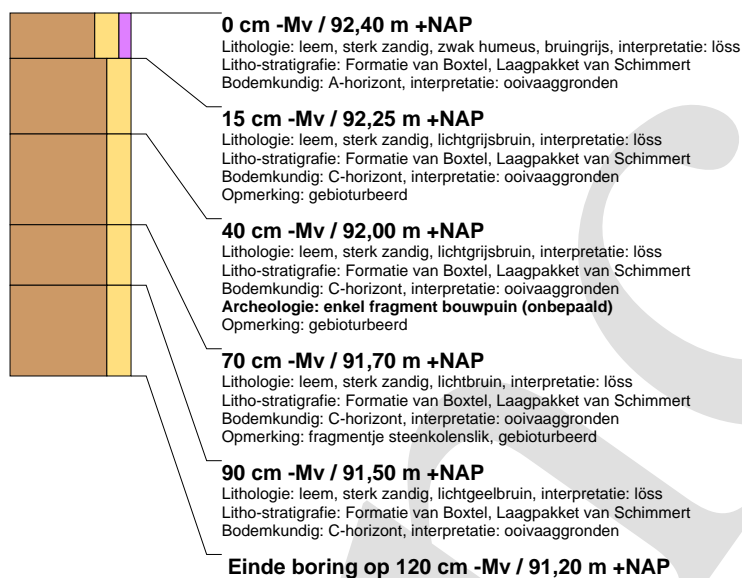 0 cm -Mv / 92,40 m +NAP
Lithologie: leem, sterk zandig, zwak humeus, bruingrijs, interpretatie: löss
Litho-stratigrafie: Formatie van Boxtel, Laagpakket van Schimmert
Bodemkundig: A-horizont, interpretatie: ooivaaggronden
15 cm -Mv / 92,25 m +NAP
Lithologie: leem, sterk zandig, lichtgrijsbruin, interpretatie: löss
Litho-stratigrafie: Formatie van Boxtel, Laagpakket van Schimmert
Bodemkundig: C-horizont, interpretatie: ooivaaggronden
Opmerking: gebioturbeerd
40 cm -Mv / 92,00 m +NAP
Lithologie: leem, sterk zandig, lichtgrijsbruin, interpretatie: löss
Litho-stratigrafie: Formatie van Boxtel, Laagpakket van Schimmert
Bodemkundig: C-horizont, interpretatie: ooivaaggronden
Archeologie: enkel fragment bouwpuin (onbepaald)
Opmerking: gebioturbeerd
70 cm -Mv / 91,70 m +NAP
Lithologie: leem, sterk zandig, lichtbruin, interpretatie: löss
Litho-stratigrafie: Formatie van Boxtel, Laagpakket van Schimmert
Bodemkundig: C-horizont, interpretatie: ooivaaggronden
Opmerking: fragmentje steenkolenslik, gebioturbeerd
90 cm -Mv / 91,50 m +NAP
Lithologie: leem, sterk zandig, lichtgeelbruin, interpretatie: löss
Litho-stratigrafie: Formatie van Boxtel, Laagpakket van Schimmert
Bodemkundig: C-horizont, interpretatie: ooivaaggronden
Einde boring op 120 cm -Mv / 91,20 m +NAP